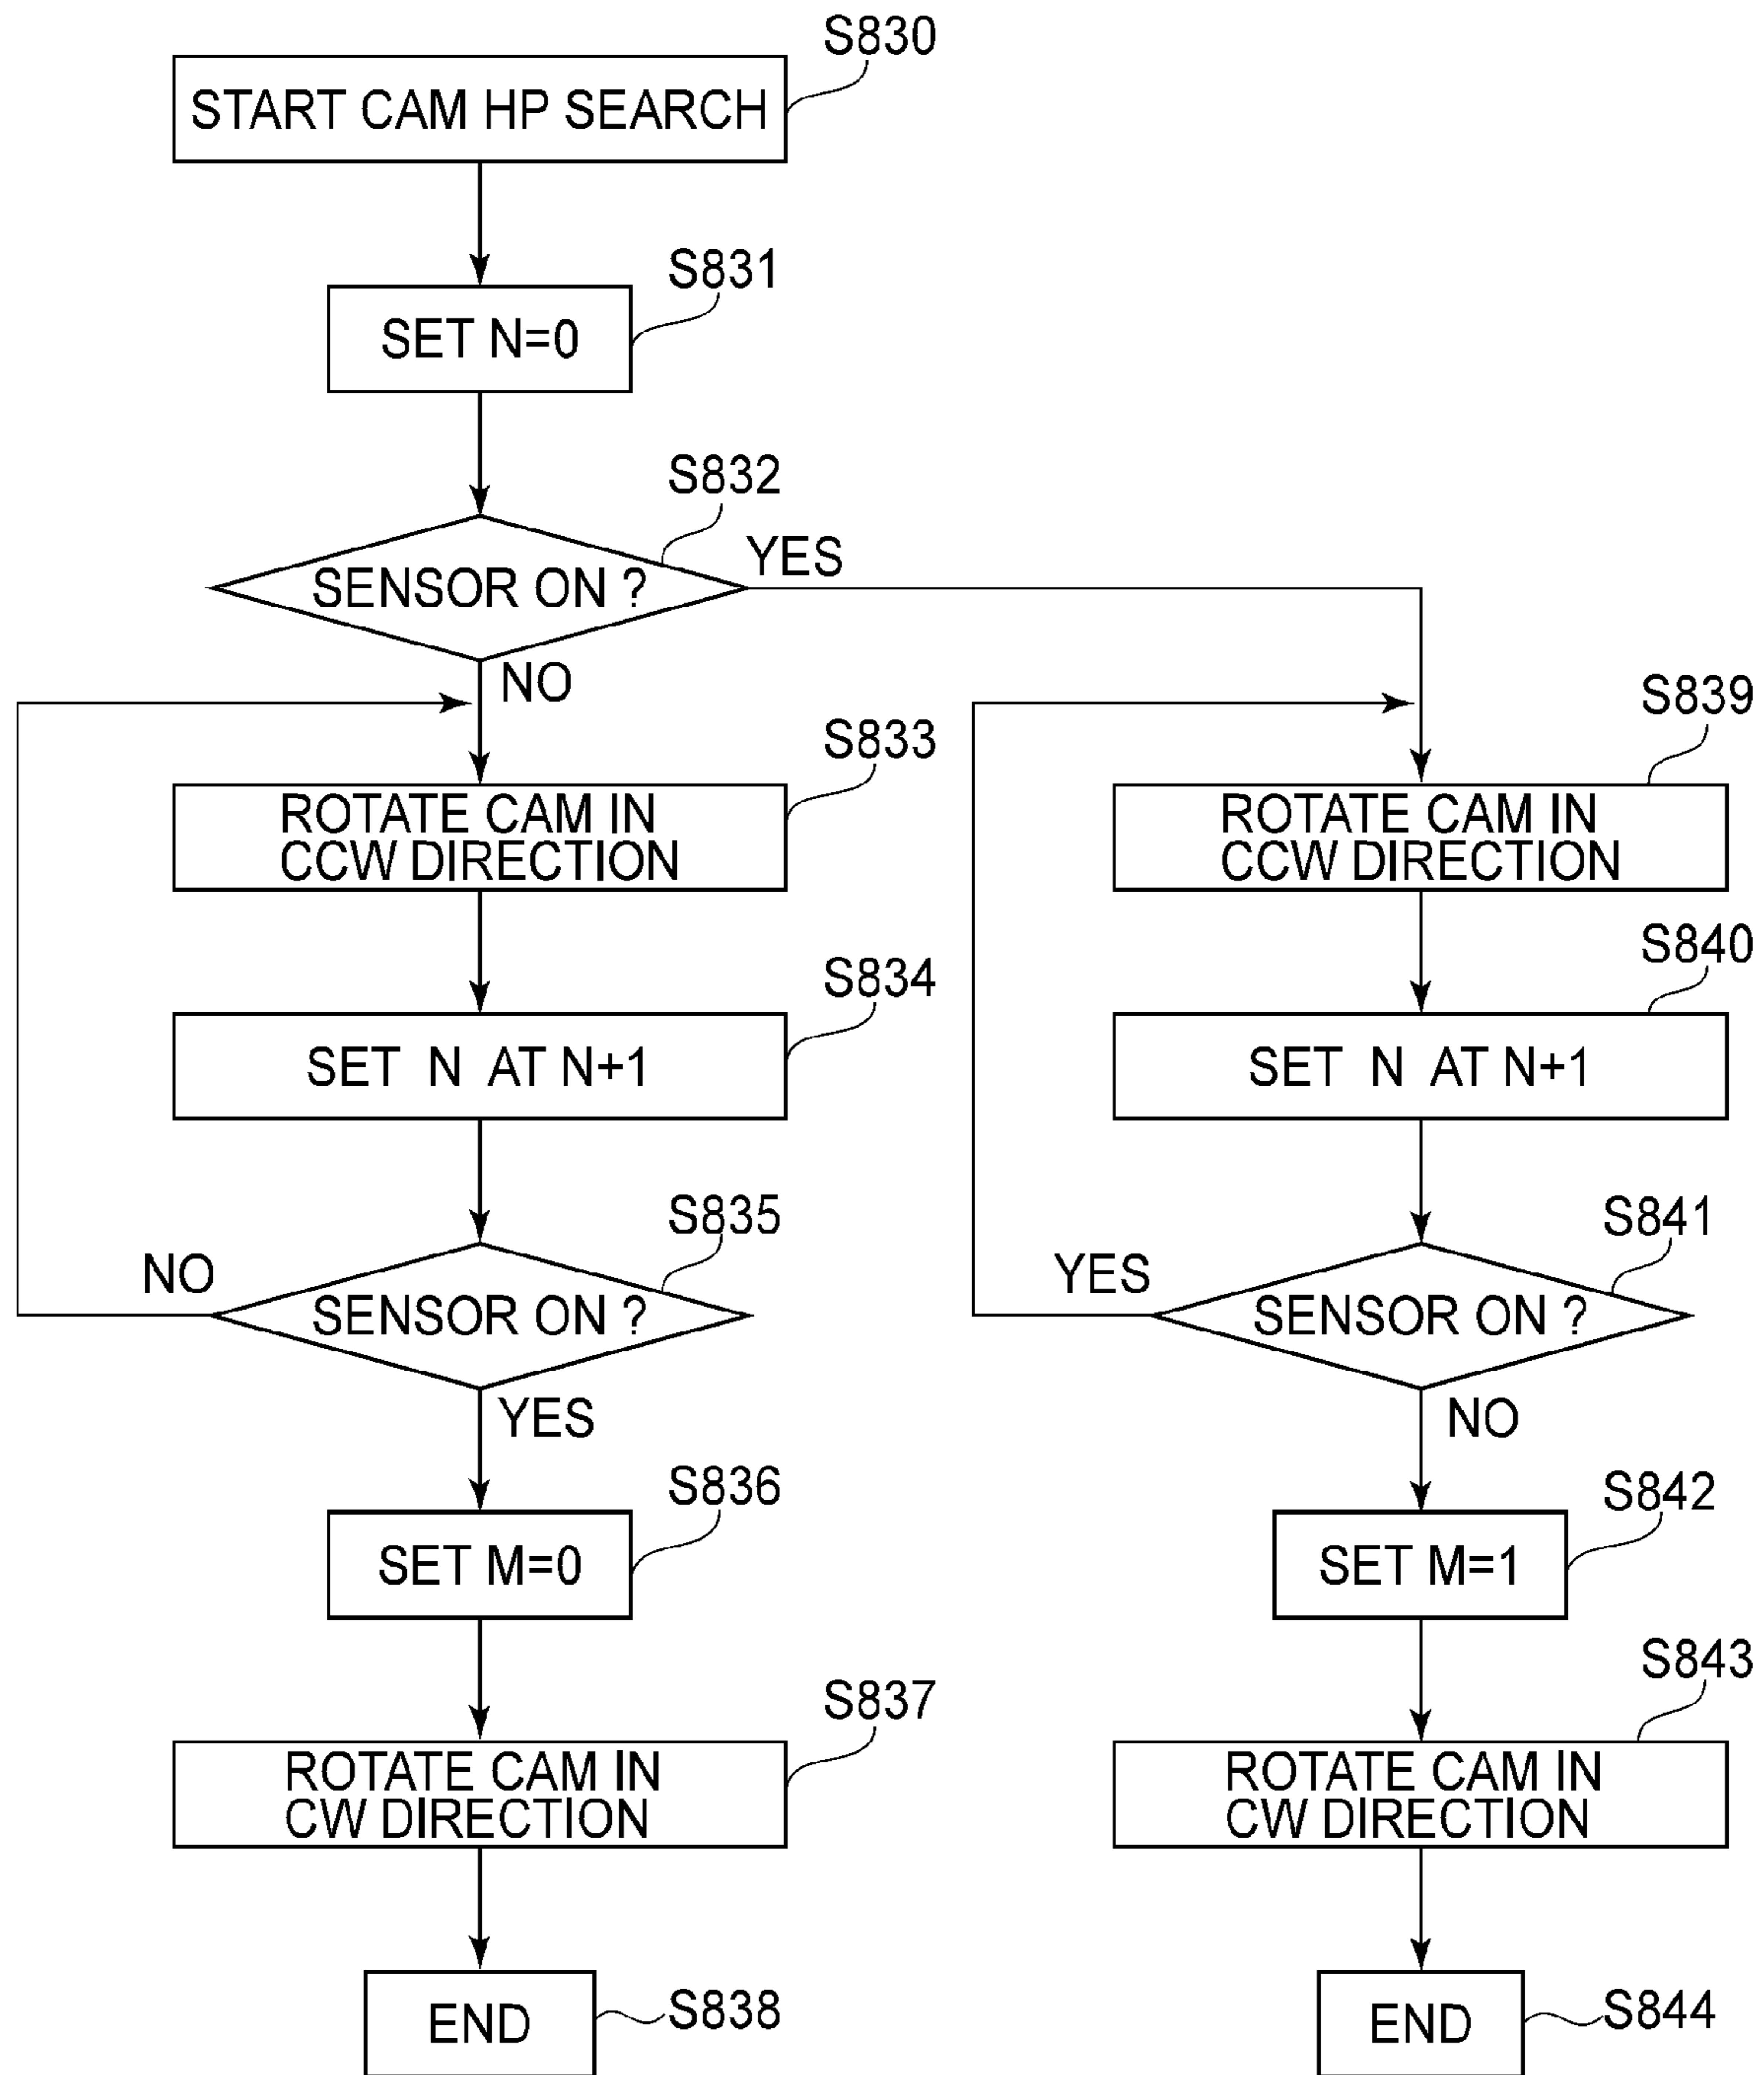 S830
START CAM HP SEARCH
S831
SET N=0
S832
SENSOR ON ?
YES
NO
S833
ROTATE CAM IN
CCW DIRECTION
S834
SET N AT N+1
S835
SENSOR ON ?
NO
YES
S836
SET M=0
S837
ROTATE CAM IN
CW DIRECTION
END
S838
S839
ROTATE CAM IN
CCW DIRECTION
S840
SET N AT N+1
S841
SENSOR ON ?
YES
NO
S842
SET M=1
S843
ROTATE CAM IN
CW DIRECTION
END
S844